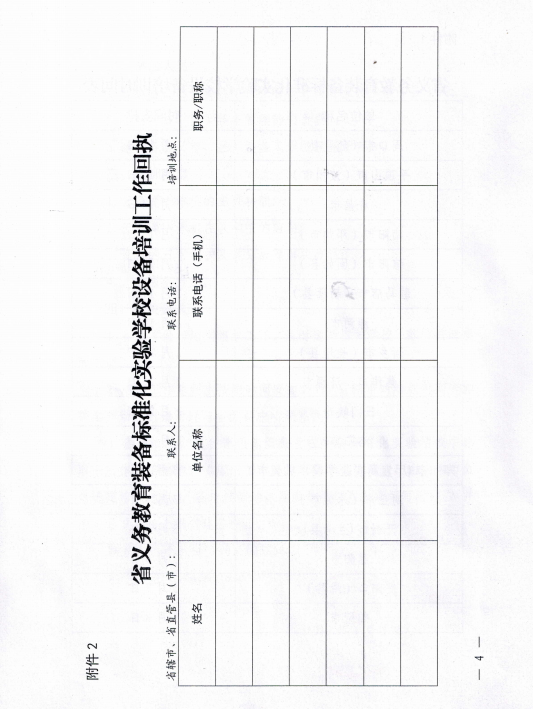 附件 2
省义务教育装备标准化实验学校设备培训工作回执
省辖市、省直管县（市）： 联系人： 联系电话： 培训地点：
姓名 单位名称 联系电话（手机） 职务/职称
— 4 —